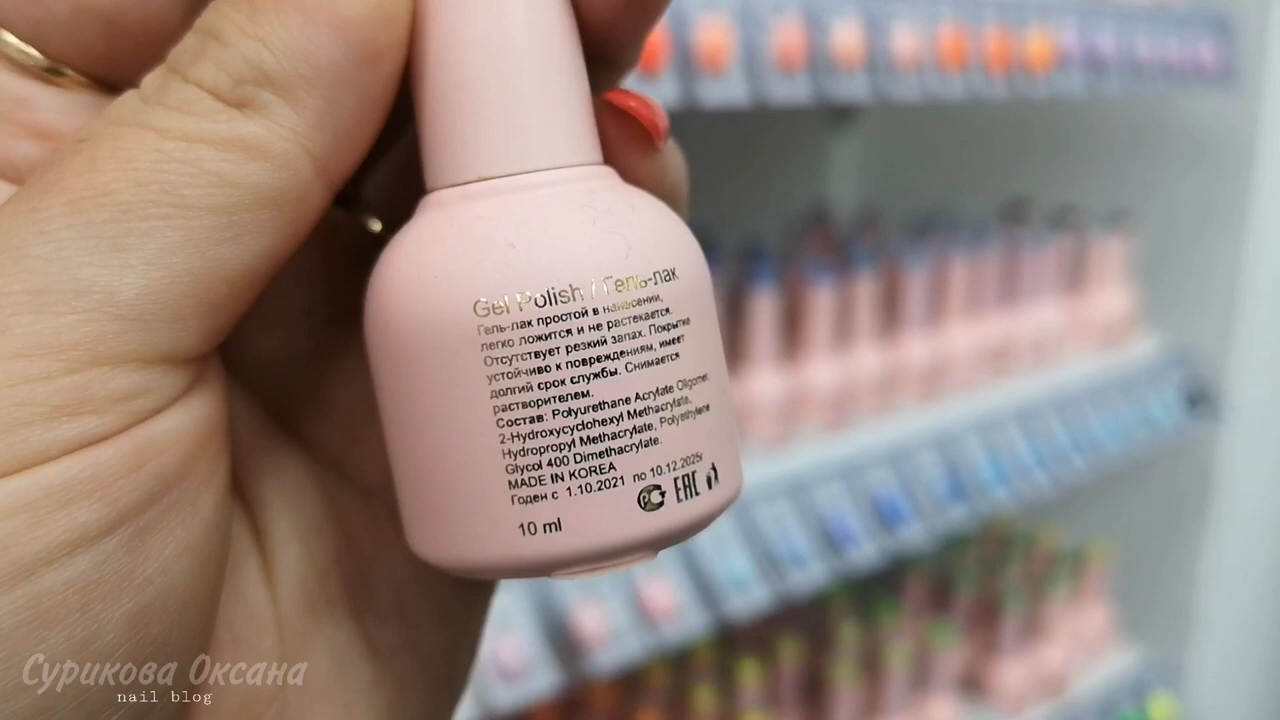 Gel Polish / Гель-лак
Гель-лак простой в нанесении,
легко ложится и не растекается.
Отсутствует резкий запах. Покрытие
устойчиво к повреждениям, имеет
долгий срок службы. Снимается
растворителем.
Состав: Polyurethane Acrylate Oligomer,
2-Hydroxycyclohexyl Methacrylate,
Hydropropyl Methacrylate, Polyethylene
Glycol 400 Dimethacrylate.
MADE IN KOREA
Годен с 1.10.2021 по 10.12.2025г
РСТ EAC
10 ml
Сурикова Оксана
nail blog